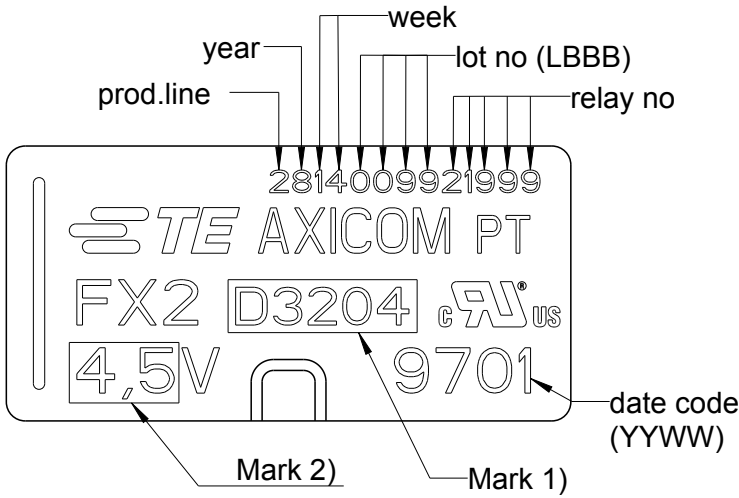 week
year
lot no (LBBB)
prod.line
relay no
2814009921999
TE AXICOM PT
FX2 D3204 c RU® US
4,5V 9701
date code
(YYWW)
Mark 2)
Mark 1)